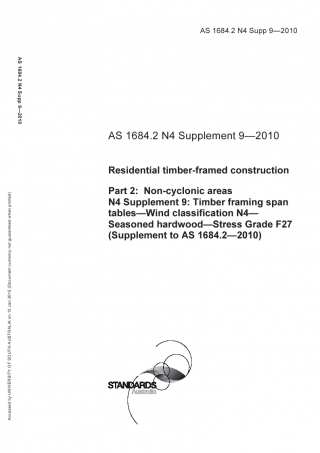 AS 1684.2 N4 Supp 9—2010
AS 1684.2 N4 Supp 9—2010
AS 1684.2 N4 Supplement 9—2010
Residential timber-framed construction
Part 2: Non-cyclonic areas
N4 Supplement 9: Timber framing span
tables—Wind classification N4—
Seasoned hardwood—Stress Grade F27
(Supplement to AS 1684.2—2010)
Accessed by UNIVERSITY OF SOUTH AUSTRALIA on 15 Jan 2015 (Document currency not guaranteed when printed)
STANDARDS
Australia